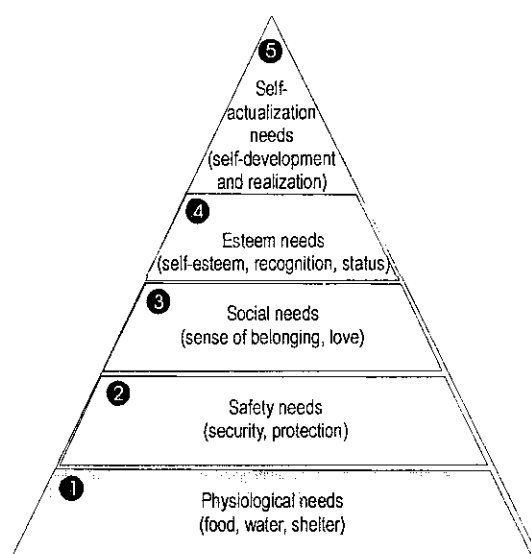 5
Self-
actualization
needs
(self-development
and realization)
4
Esteem needs
(self-esteem, recognition, status)
3
Social needs
(sense of belonging, love)
2
Safety needs
(security, protection)
1
Physiological needs
(food, water, shelter)